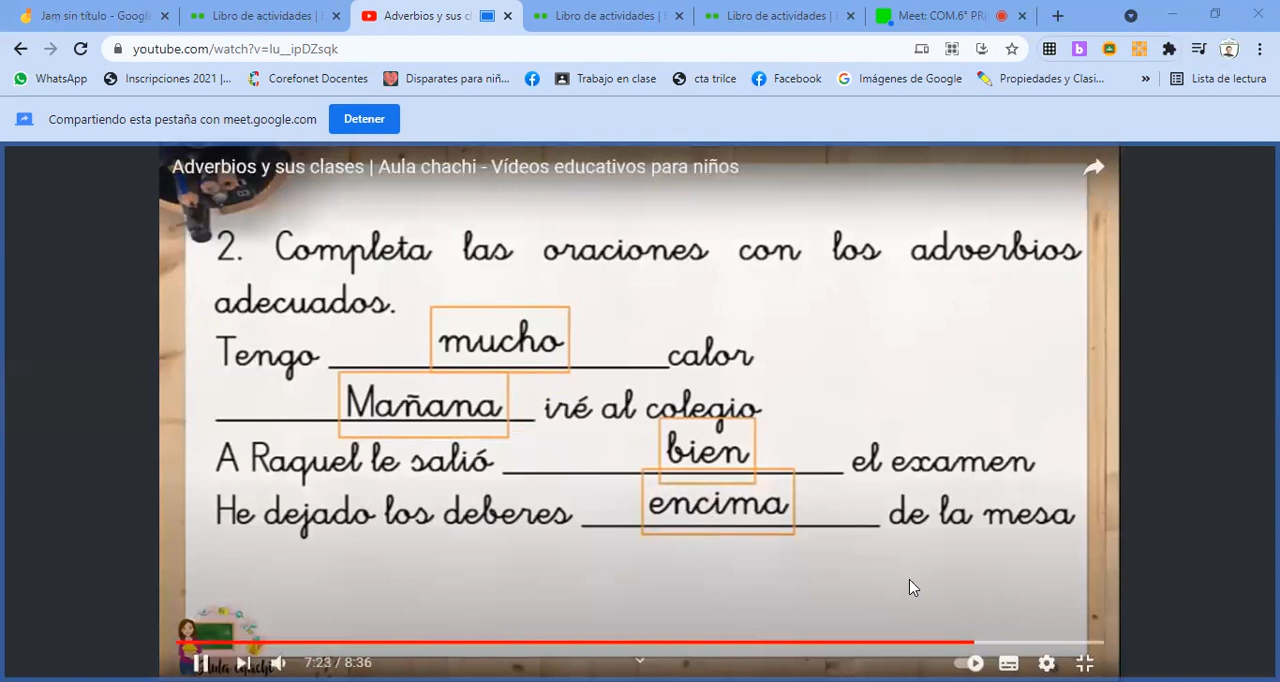 Jam sin título - Google
Libro de actividades | E
Adverbios y sus cl
Libro de actividades | E
Libro de actividades |
Meet: COM.6° PRI
youtube.com/watch?v=lu__ipDZsqk
WhatsApp
Inscripciones 2021 |...
Corefonet Docentes
Disparates para niñ...
Trabajo en clase
cta trilce
Facebook
Imágenes de Google
Propiedades y Clasi...
»
Lista de lectura
Compartiendo esta pestaña con meet.google.com
Detener
Adverbios y sus clases | Aula chachi - Vídeos educativos para niños
2. Completa las oraciones con los adverbios
adecuados.
Tengo mucho calor
Mañana iré al colegio
A Raquel le salió bien el examen
He dejado los deberes encima de la mesa
Aula chachi
7:23 / 8:36